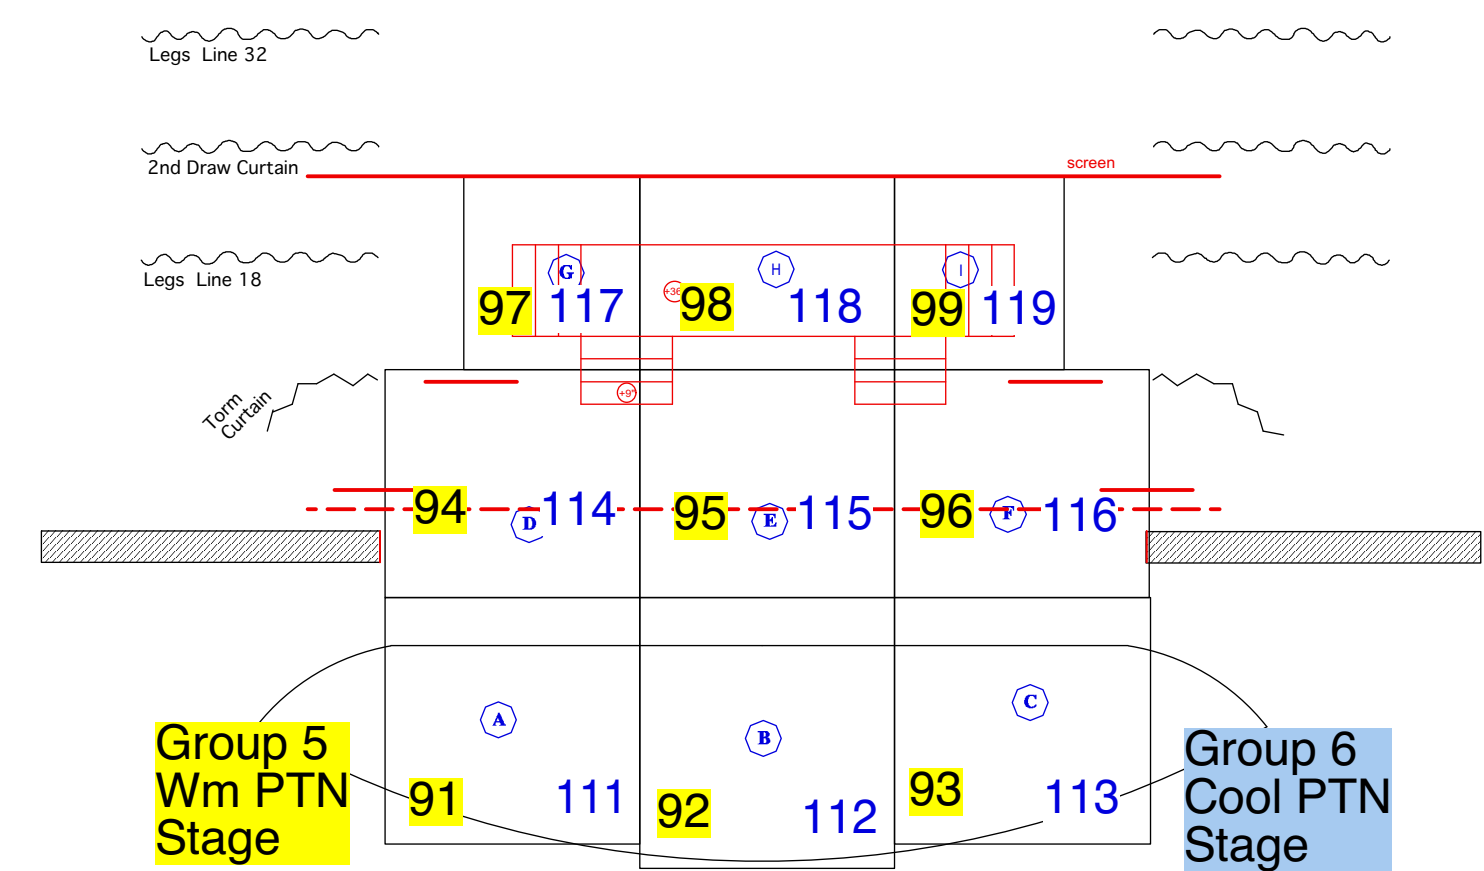 Legs Line 32
2nd Draw Curtain
screen
Legs Line 18
G
H
I
97
117
98
118
99
119
+9"
Torm
Curtain
94
D
114
95
E
115
96
F
116
A
B
C
Group 5
Wm PTN
Stage
91
111
92
112
93
113
Group 6
Cool PTN
Stage